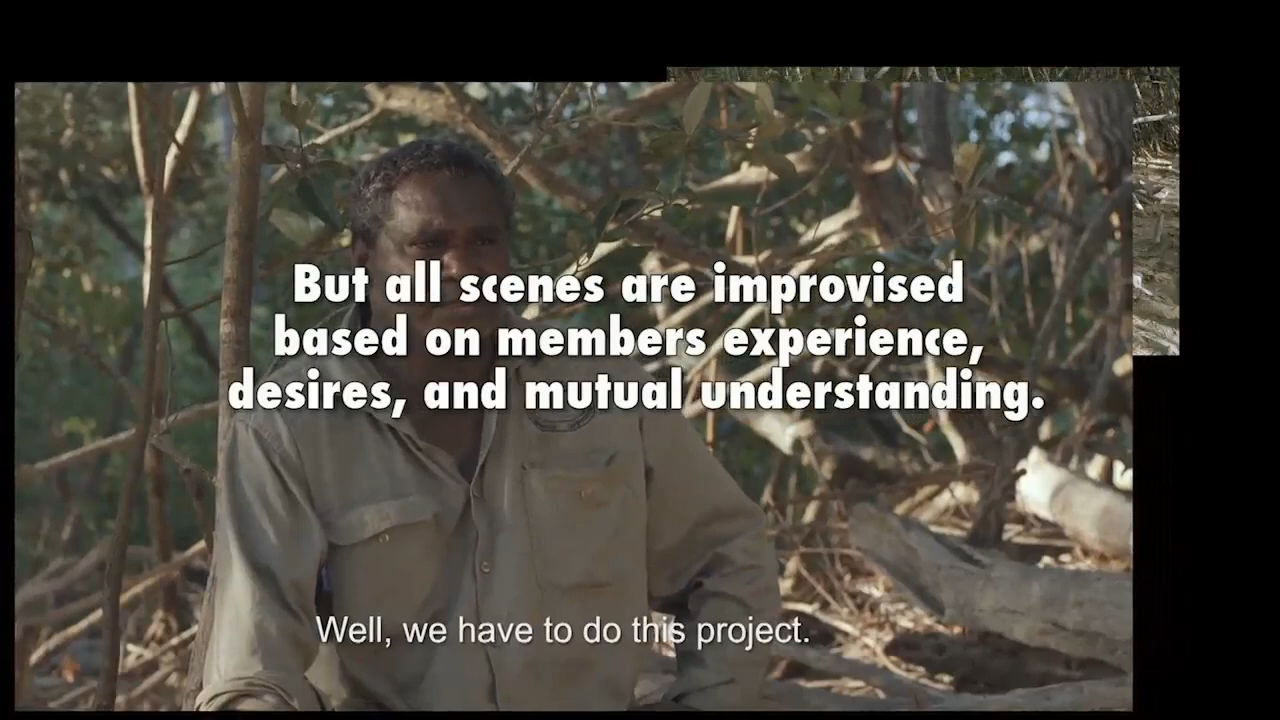 But all scenes are improvised
based on members experience,
desires, and mutual understanding.
Well, we have to do this project.